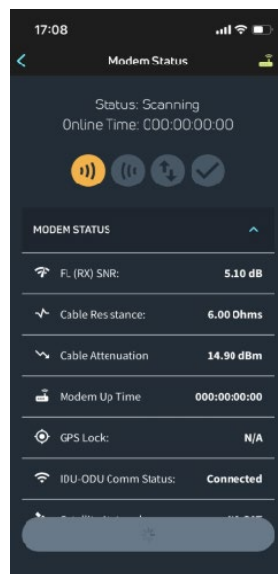 17:08
Modem Status
Status: Scanning
Online Time: 000:00:00:00
MODEM STATUS
FL (RX) SNR: 5.10 dB
Cable Resistance: 6.00 Ohms
Cable Attenuation 14.90 dBm
Modem Up Time 000:00:00:00
GPS Lock: N/A
IDU-ODU Comm Status: Connected